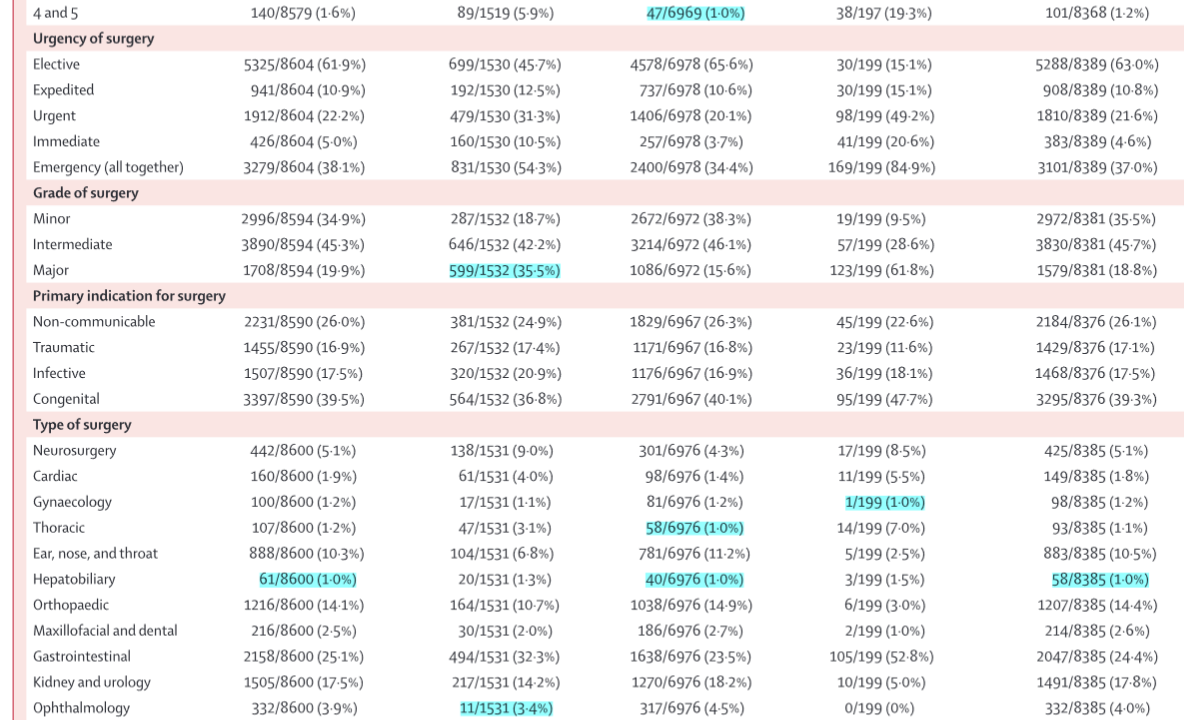 4 and 5 140/8579 (1·6%) 89/1519 (5·9%) 47/6969 (1·0%) 38/197 (19·3%) 101/8368 (1·2%)
Urgency of surgery
Elective 5325/8604 (61·9%) 699/1530 (45·7%) 4578/6978 (65·6%) 30/199 (15·1%) 5288/8389 (63·0%)
Expedited 941/8604 (10·9%) 192/1530 (12·5%) 737/6978 (10·6%) 30/199 (15·1%) 908/8389 (10·8%)
Urgent 1912/8604 (22·2%) 479/1530 (31·3%) 1406/6978 (20·1%) 98/199 (49·2%) 1810/8389 (21·6%)
Immediate 426/8604 (5·0%) 160/1530 (10·5%) 257/6978 (3·7%) 41/199 (20·6%) 383/8389 (4·6%)
Emergency (all together) 3279/8604 (38·1%) 831/1530 (54·3%) 2400/6978 (34·4%) 169/199 (84·9%) 3101/8389 (37·0%)
Grade of surgery
Minor 2996/8594 (34·9%) 287/1532 (18·7%) 2672/6972 (38·3%) 19/199 (9·5%) 2972/8381 (35·5%)
Intermediate 3890/8594 (45·3%) 646/1532 (42·2%) 3214/6972 (46·1%) 57/199 (28·6%) 3830/8381 (45·7%)
Major 1708/8594 (19·9%) 599/1532 (35·5%) 1086/6972 (15·6%) 123/199 (61·8%) 1579/8381 (18·8%)
Primary indication for surgery
Non-communicable 2231/8590 (26·0%) 381/1532 (24·9%) 1829/6967 (26·3%) 45/199 (22·6%) 2184/8376 (26·1%)
Traumatic 1455/8590 (16·9%) 267/1532 (17·4%) 1171/6967 (16·8%) 23/199 (11·6%) 1429/8376 (17·1%)
Infective 1507/8590 (17·5%) 320/1532 (20·9%) 1176/6967 (16·9%) 36/199 (18·1%) 1468/8376 (17·5%)
Congenital 3397/8590 (39·5%) 564/1532 (36·8%) 2791/6967 (40·1%) 95/199 (47·7%) 3295/8376 (39·3%)
Type of surgery
Neurosurgery 442/8600 (5·1%) 138/1531 (9·0%) 301/6976 (4·3%) 17/199 (8·5%) 425/8385 (5·1%)
Cardiac 160/8600 (1·9%) 61/1531 (4·0%) 98/6976 (1·4%) 11/199 (5·5%) 149/8385 (1·8%)
Gynaecology 100/8600 (1·2%) 17/1531 (1·1%) 81/6976 (1·2%) 1/199 (1·0%) 98/8385 (1·2%)
Thoracic 107/8600 (1·2%) 47/1531 (3·1%) 58/6976 (1·0%) 14/199 (7·0%) 93/8385 (1·1%)
Ear, nose, and throat 888/8600 (10·3%) 104/1531 (6·8%) 781/6976 (11·2%) 5/199 (2·5%) 883/8385 (10·5%)
Hepatobiliary 61/8600 (1·0%) 20/1531 (1·3%) 40/6976 (1·0%) 3/199 (1·5%) 58/8385 (1·0%)
Orthopaedic 1216/8600 (14·1%) 164/1531 (10·7%) 1038/6976 (14·9%) 6/199 (3·0%) 1207/8385 (14·4%)
Maxillofacial and dental 216/8600 (2·5%) 30/1531 (2·0%) 186/6976 (2·7%) 2/199 (1·0%) 214/8385 (2·6%)
Gastrointestinal 2158/8600 (25·1%) 494/1531 (32·3%) 1638/6976 (23·5%) 105/199 (52·8%) 2047/8385 (24·4%)
Kidney and urology 1505/8600 (17·5%) 217/1531 (14·2%) 1270/6976 (18·2%) 10/199 (5·0%) 1491/8385 (17·8%)
Ophthalmology 332/8600 (3·9%) 11/1531 (3·4%) 317/6976 (4·5%) 0/199 (0%) 332/8385 (4·0%)